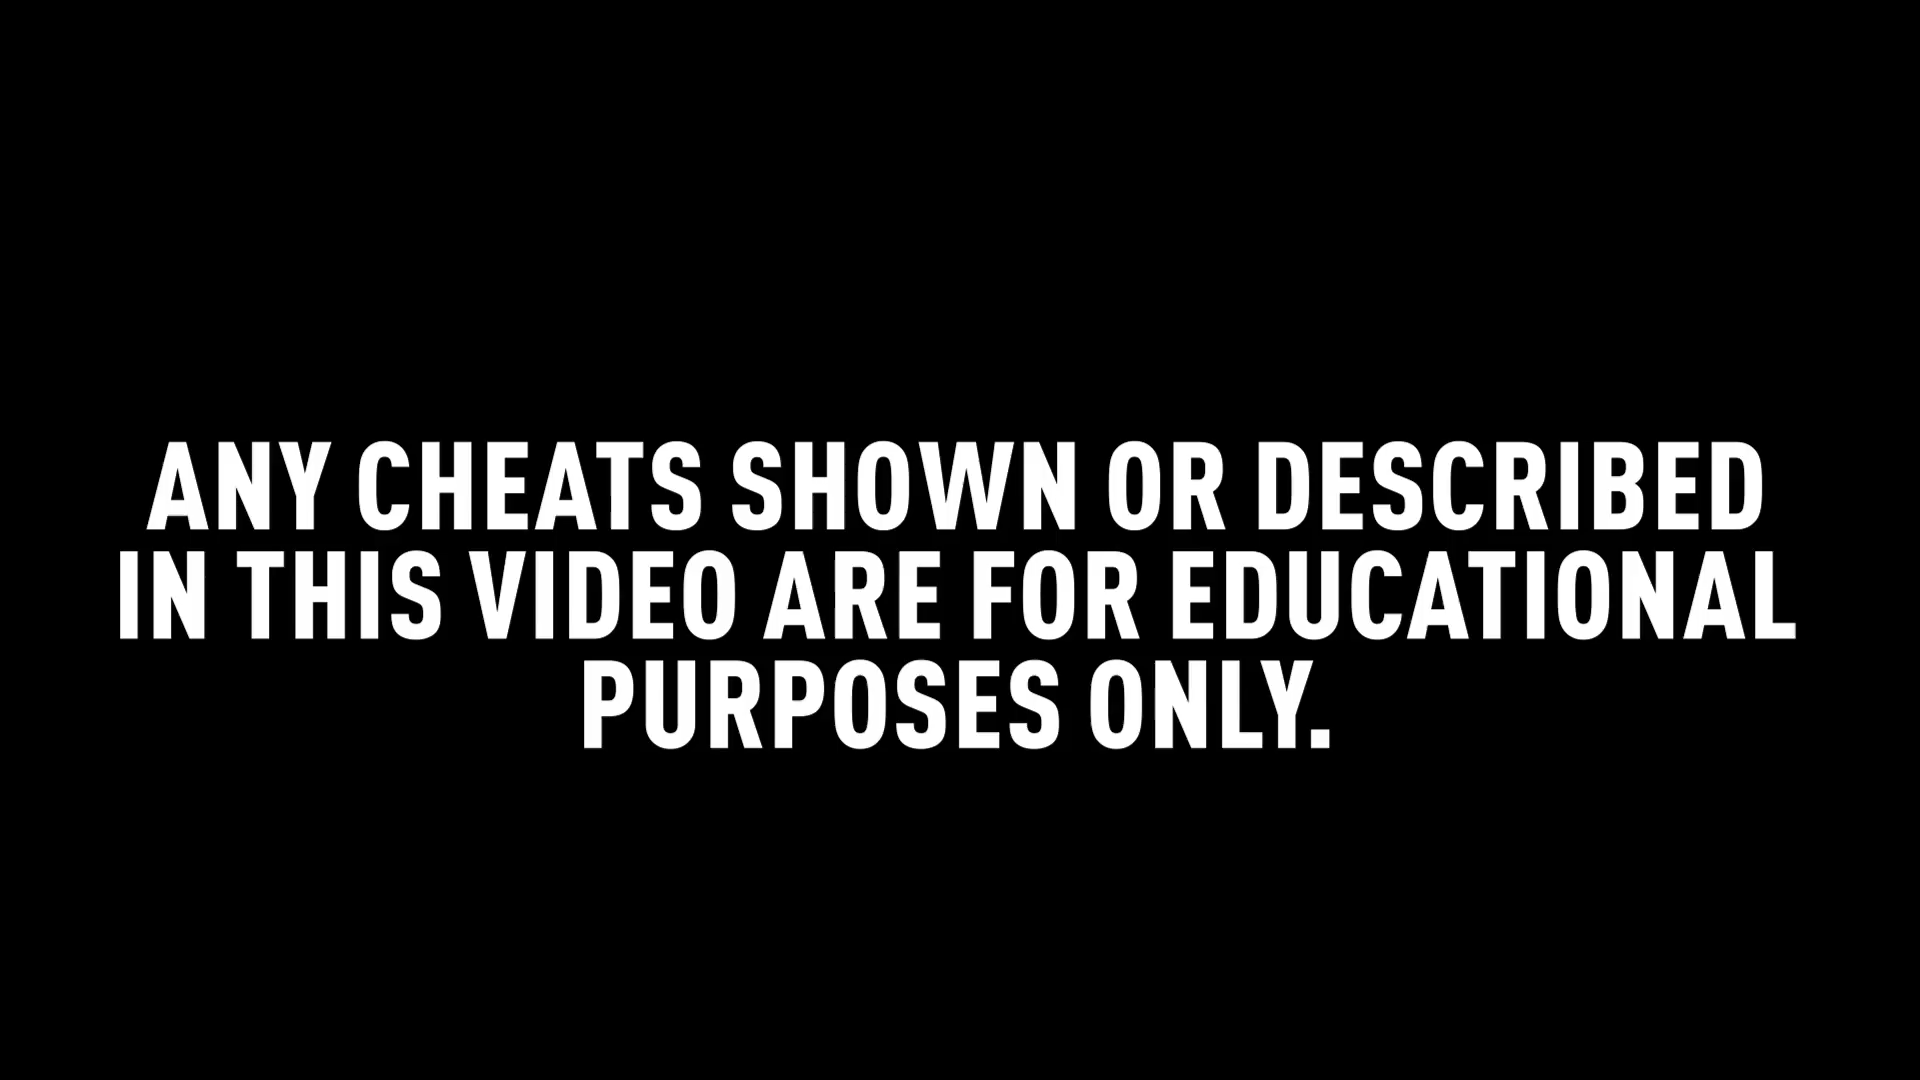 ANY CHEATS SHOWN OR DESCRIBED
IN THIS VIDEO ARE FOR EDUCATIONAL
PURPOSES ONLY.